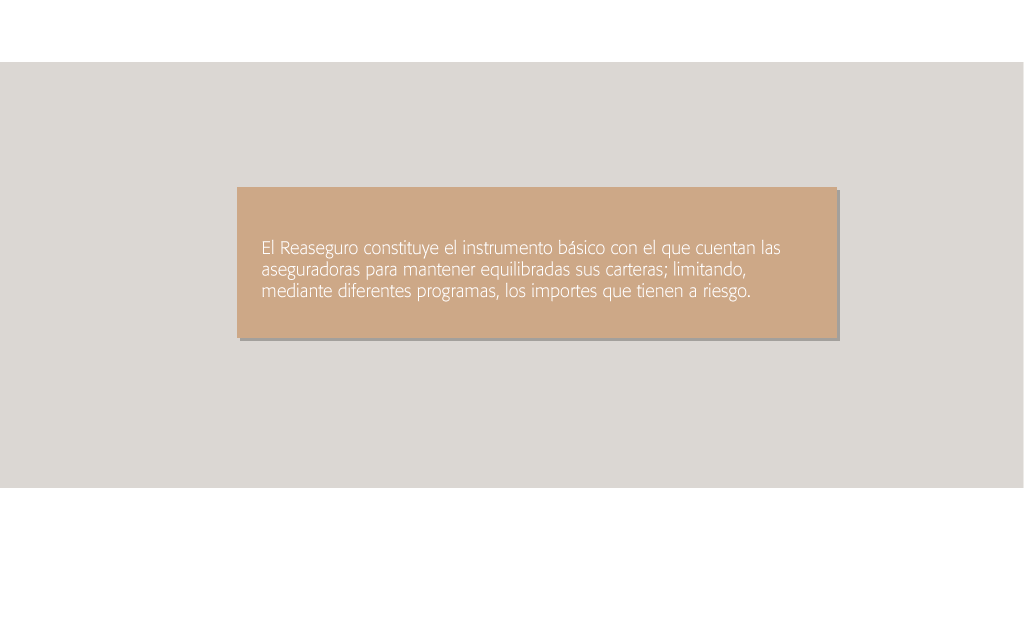 El Reaseguro constituye el instrumento básico con el que cuentan las
aseguradoras para mantener equilibradas sus carteras; limitando,
mediante diferentes programas, los importes que tienen a riesgo.